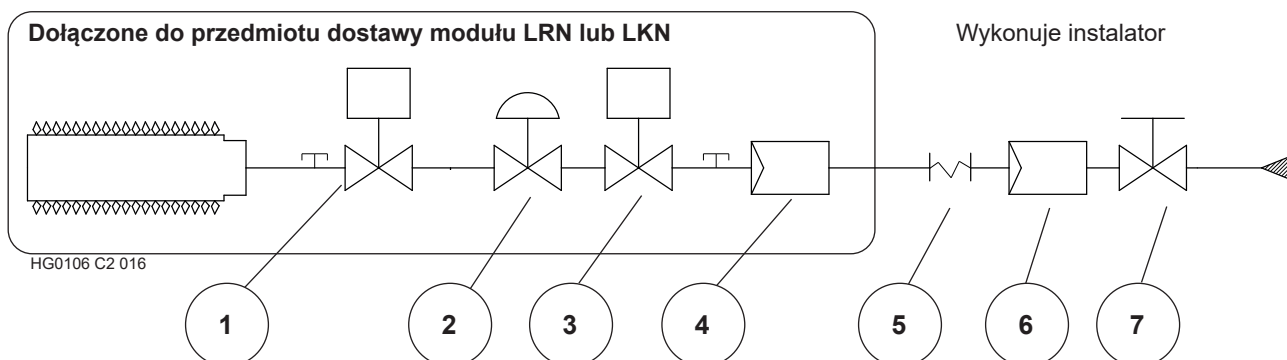 Dołączone do przedmiotu dostawy modułu LRN lub LKN
Wykonuje instalator
HG0106 C2 016
1
2
3
4
5
6
7